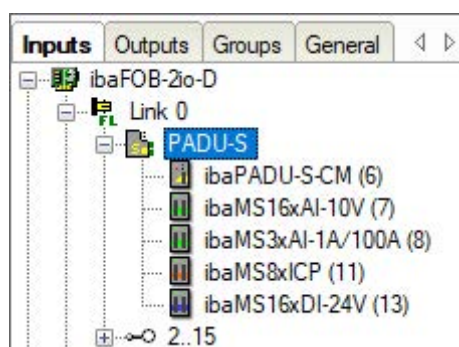 Inputs Outputs Groups General
ibaFOB-2io-D
FL Link 0
PADU-S
ibaPADU-S-CM (6)
ibaMS16xAI-10V (7)
ibaMS3xAI-1A/100A (8)
ibaMS8xICP (11)
ibaMS16xDI-24V (13)
2..15